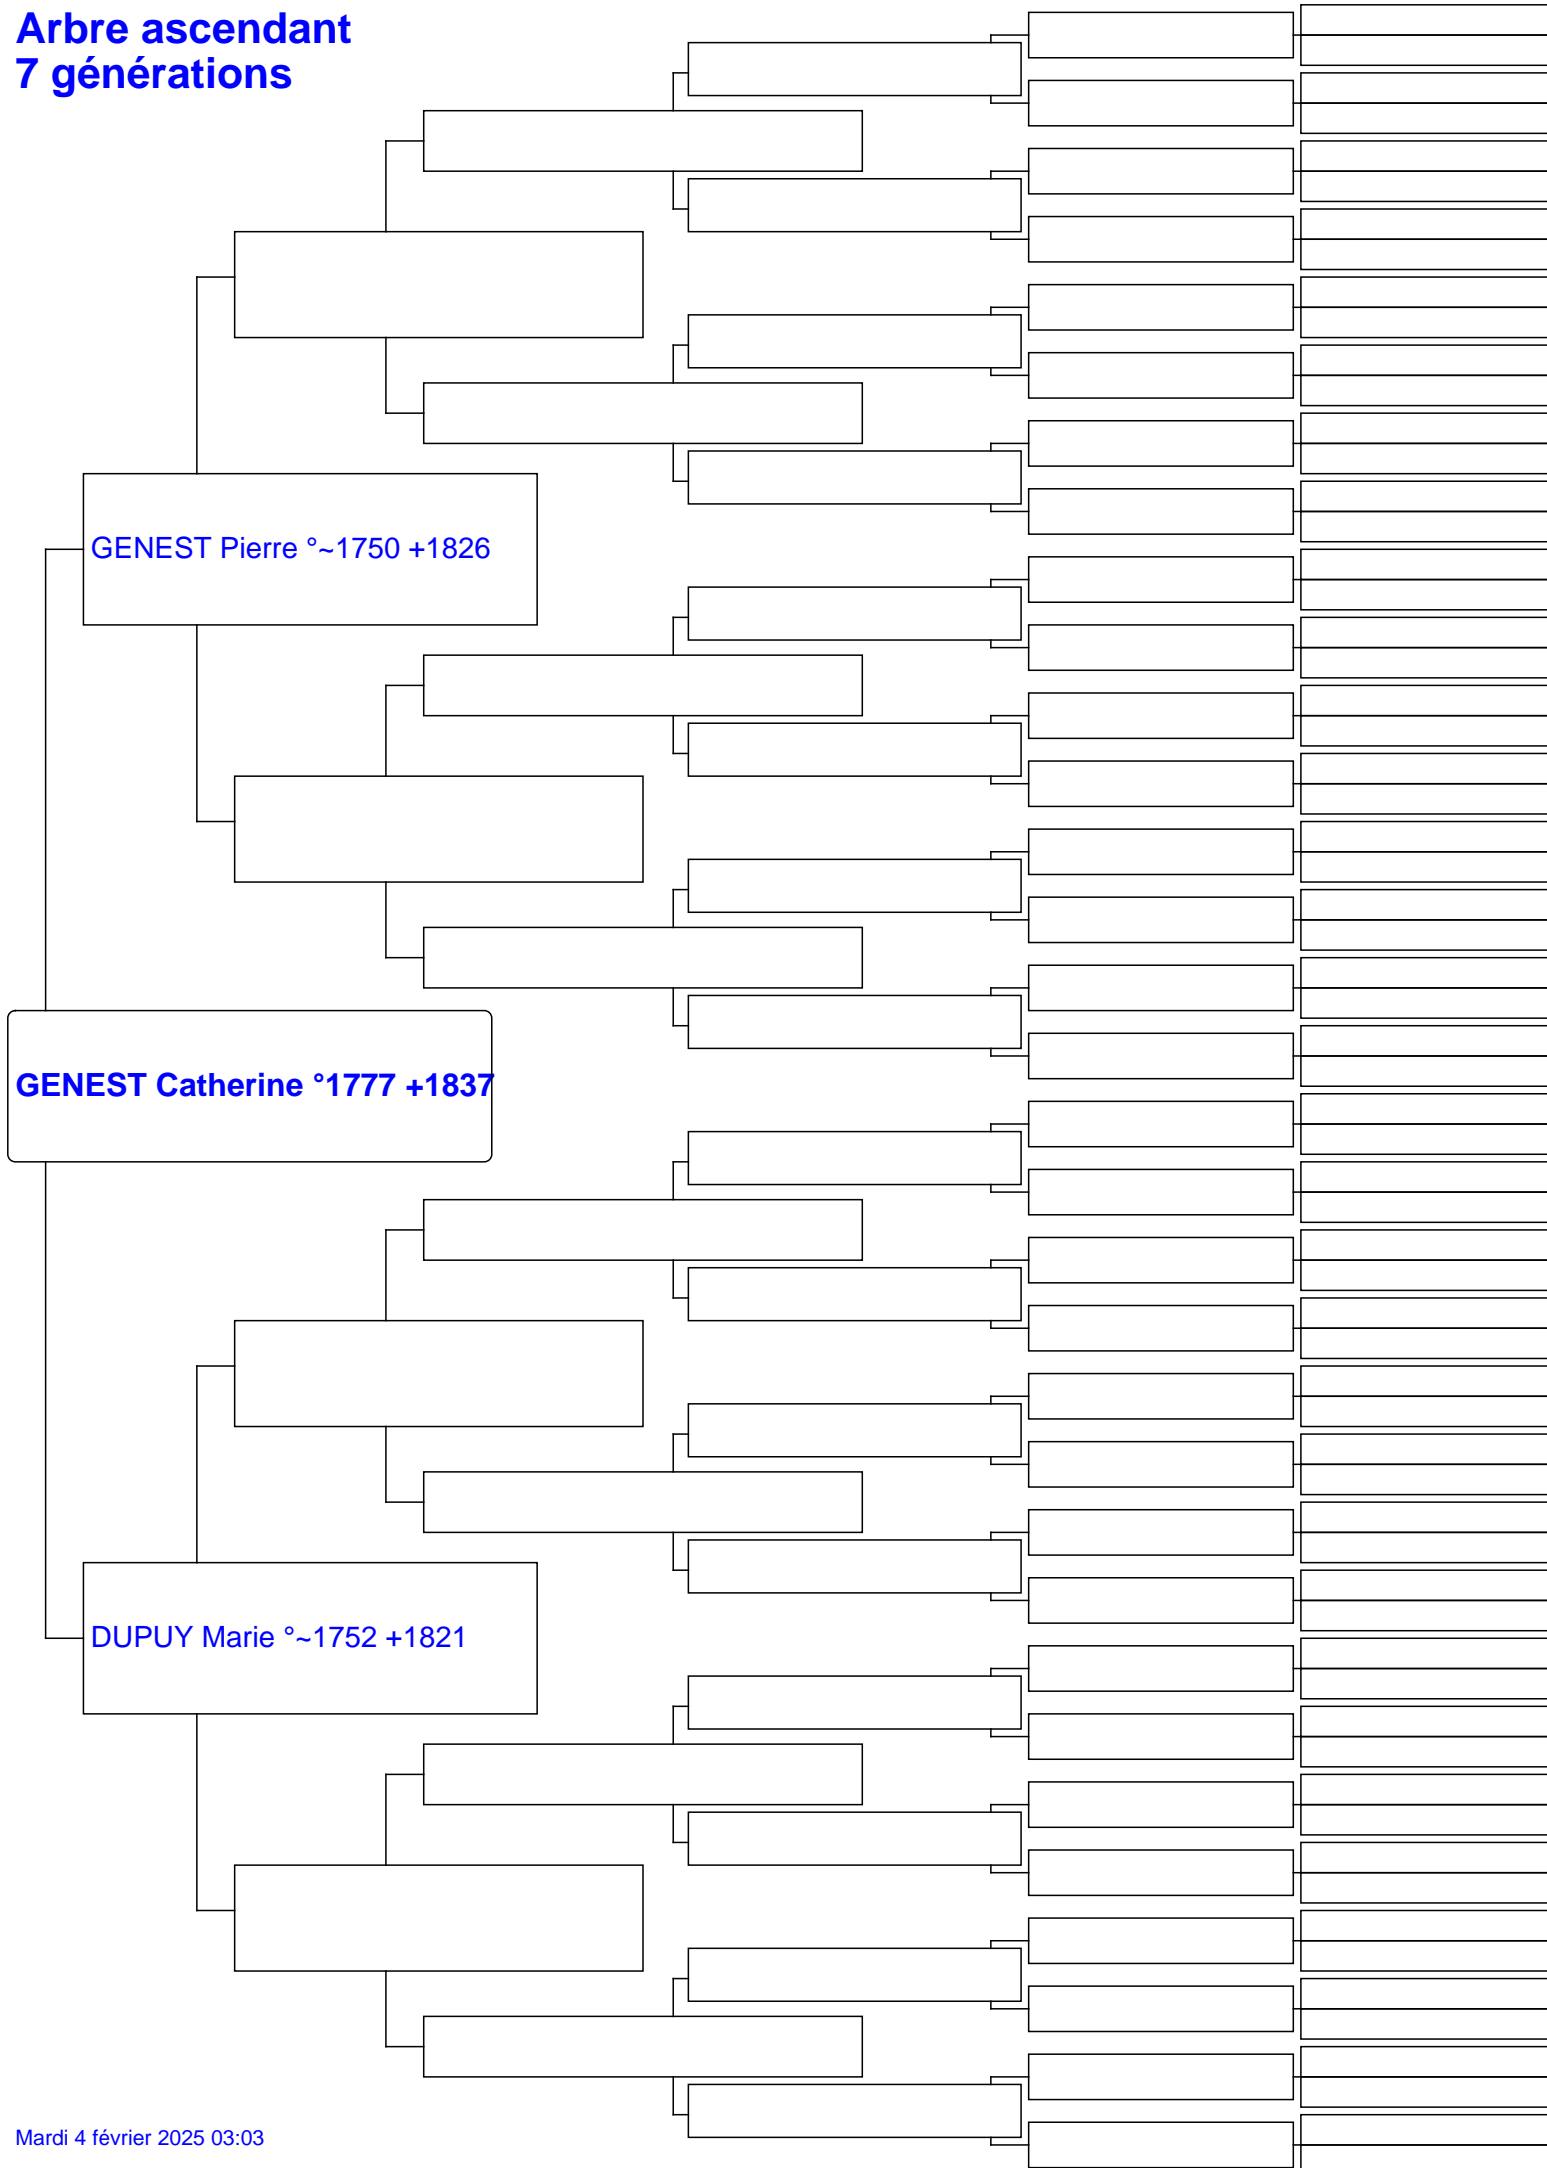 Arbre ascendant
7 générations
GENEST Pierre °~1750 +1826
GENEST Catherine °1777 +1837
DUPUY Marie °~1752 +1821
Mardi 4 février 2025 03:03